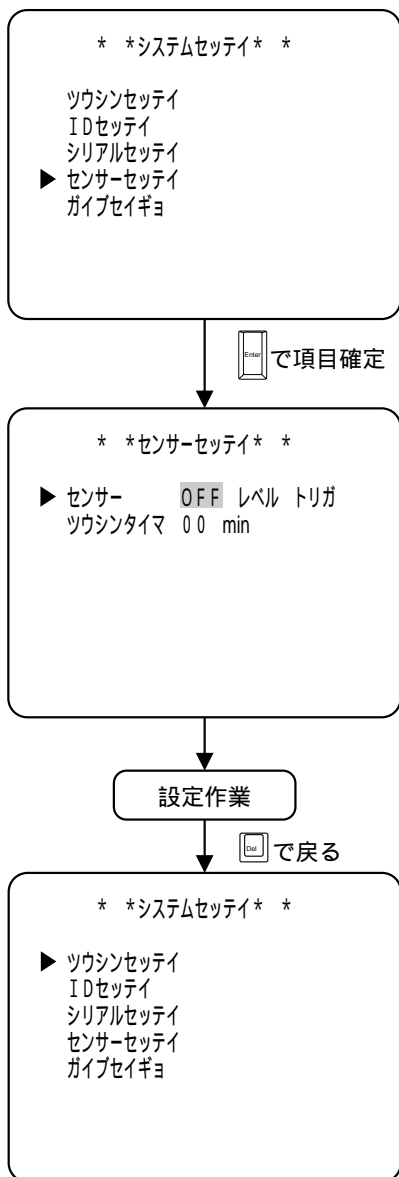 * *システムセッテイ* *
ツウシンセッテイ
IDセッテイ
シリアルセッテイ
▶ センサーセッテイ
ガイブセイギョ
Enter で項目確定
* *センサーセッテイ* *
▶ センサー OFF レベル トリガ
ツウシンタイマ 00 min
設定作業
Del で戻る
* *システムセッテイ* *
▶ ツウシンセッテイ
IDセッテイ
シリアルセッテイ
センサーセッテイ
ガイブセイギョ